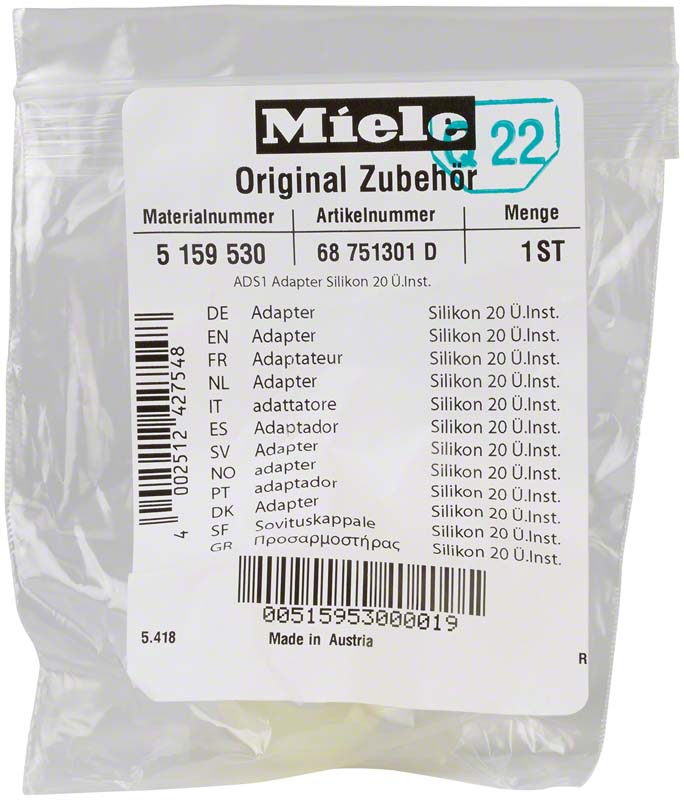 Miele
Q 22
Original Zubehör
Materialnummer Artikelnummer Menge
5 159 530 68 751301 D 1 ST
ADS1 Adapter Silikon 20 Ü.Inst.
DE Adapter Silikon 20 Ü.Inst.
EN Adapter Silikon 20 Ü.Inst.
FR Adaptateur Silikon 20 Ü.Inst.
NL Adapter Silikon 20 Ü.Inst.
IT adattatore Silikon 20 Ü.Inst.
ES Adaptador Silikon 20 Ü.Inst.
SV Adapter Silikon 20 Ü.Inst.
NO adapter Silikon 20 Ü.Inst.
PT adaptador Silikon 20 Ü.Inst.
DK Adapter Silikon 20 Ü.Inst.
SF Sovituskappale Silikon 20 Ü.Inst.
GR Προσαρμοστήρας Silikon 20 Ü.Inst.
4 002512 427548
00515953000019
5.418 Made in Austria
R